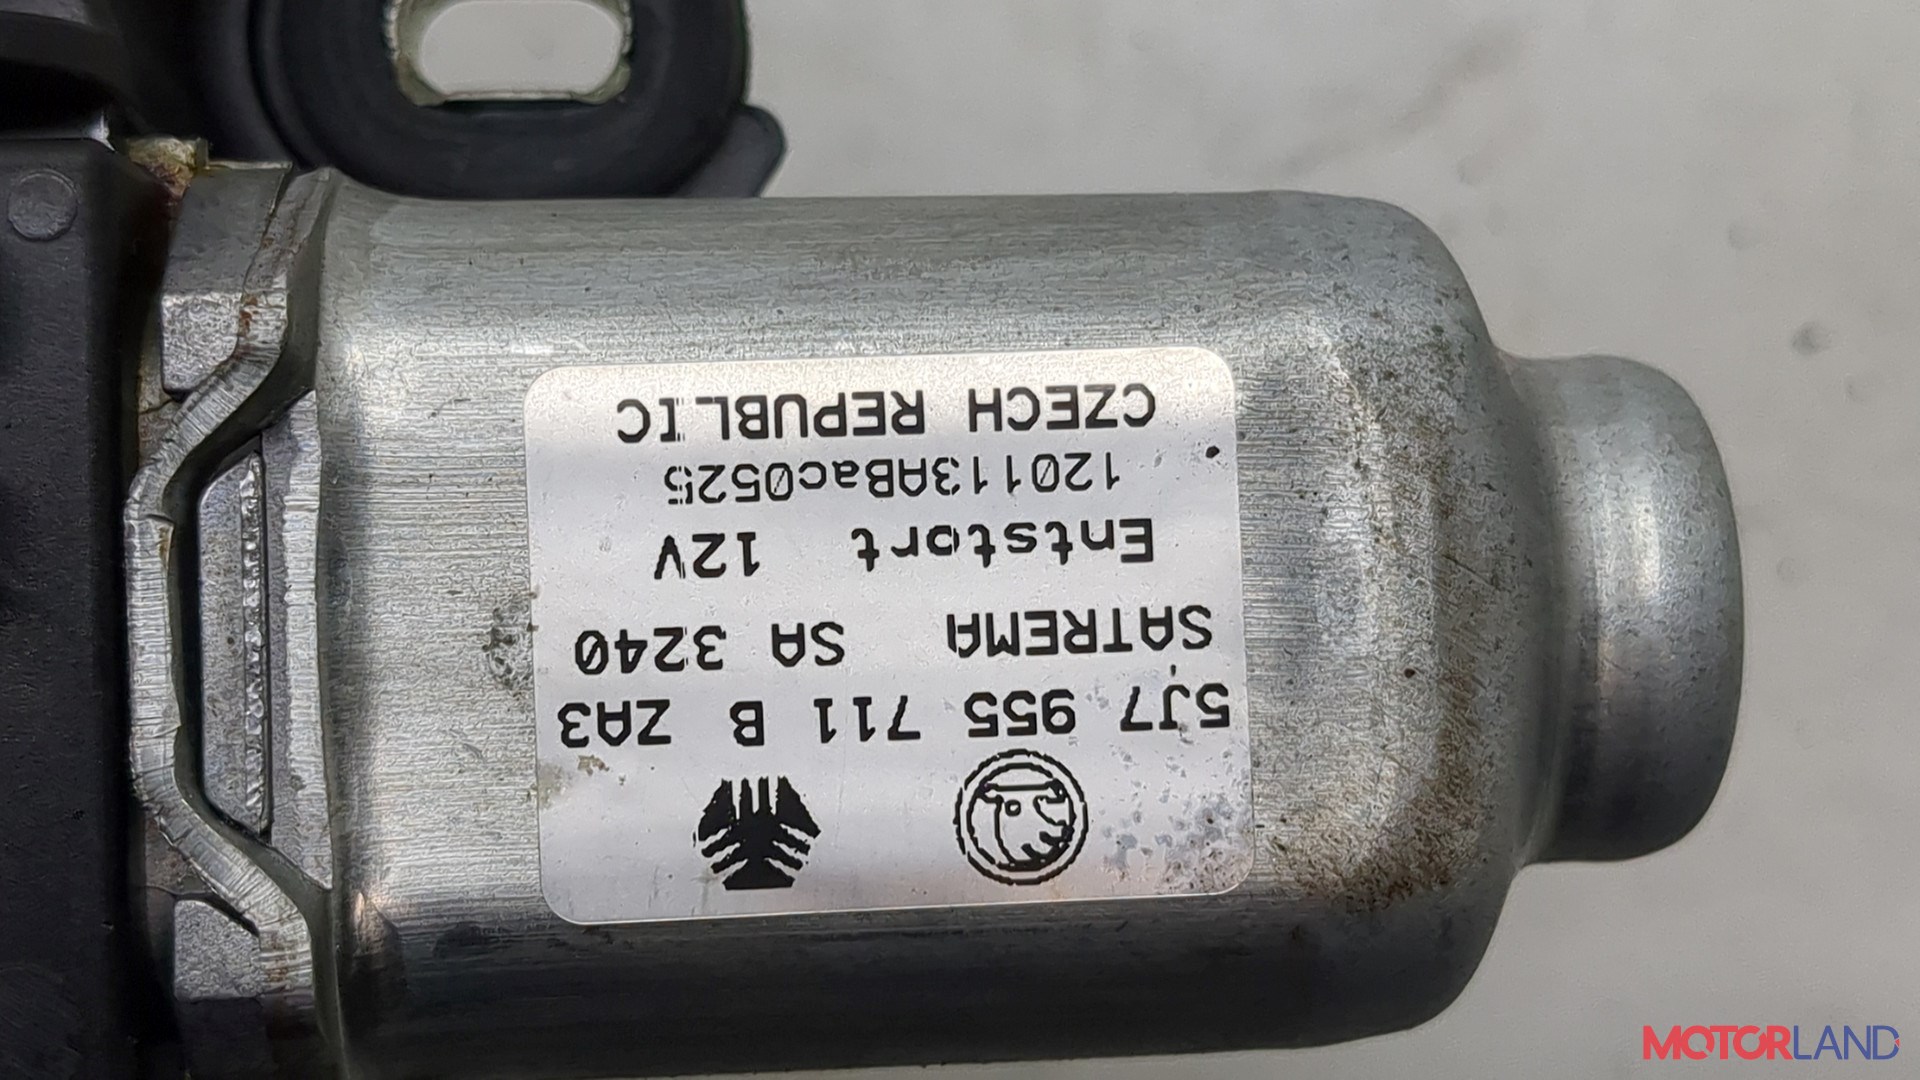 5J7 955 711 B ZA3
SATREMA SA 3240
Entstort 12V
120113ABac0525
CZECH REPUBLIC
MOTORLAND